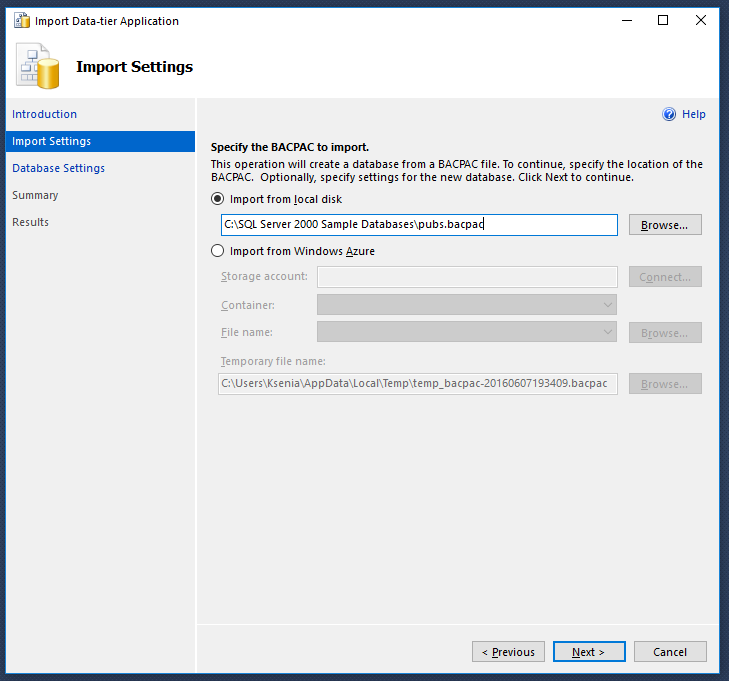 Import Data-tier Application
Import Settings
Introduction
Import Settings
Database Settings
Summary
Results
Help
Specify the BACPAC to import.
This operation will create a database from a BACPAC file. To continue, specify the location of the
BACPAC.  Optionally, specify settings for the new database. Click Next to continue.
Import from local disk
C:\SQL Server 2000 Sample Databases\pubs.bacpac
Browse...
Import from Windows Azure
Storage account:
Connect...
Container:
File name:
Browse...
Temporary file name:
C:\Users\Ksenia\AppData\Local\Temp\temp_bacpac-20160607193409.bacpac
Browse...
< Previous
Next >
Cancel